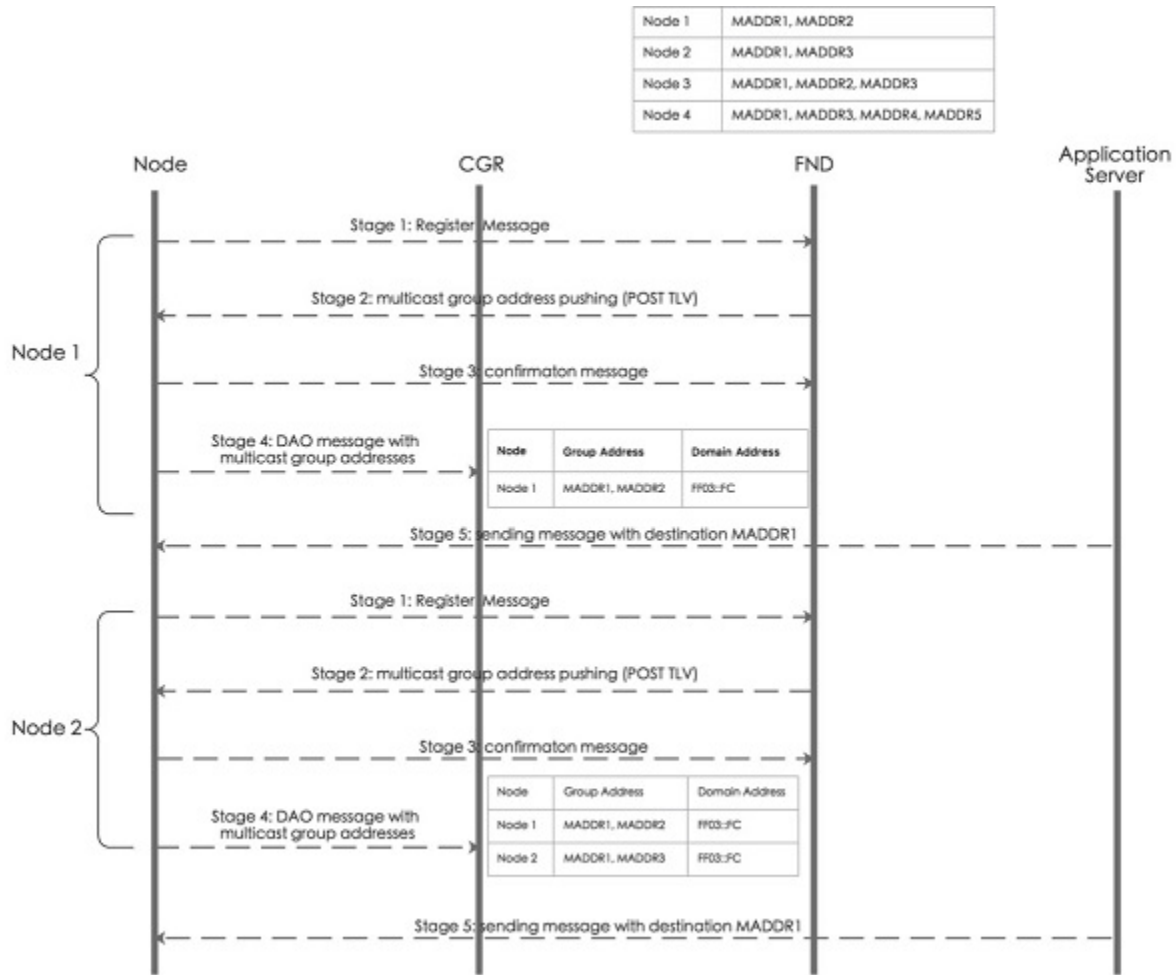 Node 1 MADDR1, MADDR2
Node 2 MADDR1, MADDR3
Node 3 MADDR1, MADDR2, MADDR3
Node 4 MADDR1, MADDR3, MADDR4, MADDR5
Node
CGR
FND
Application
Server
Node 1
Stage 1: Register Message
Stage 2: multicast group address pushing (POST TLV)
Stage 3: confirmaton message
Stage 4: DAO message with
multicast group addresses
Node Group Address Domain Address
Node 1 MADDR1, MADDR2 FF03::FC
Stage 5: sending message with destination MADDR1
Node 2
Stage 1: Register Message
Stage 2: multicast group address pushing (POST TLV)
Stage 3: confirmaton message
Stage 4: DAO message with
multicast group addresses
Node Group Address Domain Address
Node 1 MADDR1, MADDR2 FF03::FC
Node 2 MADDR1, MADDR3 FF03::FC
Stage 5: sending message with destination MADDR1